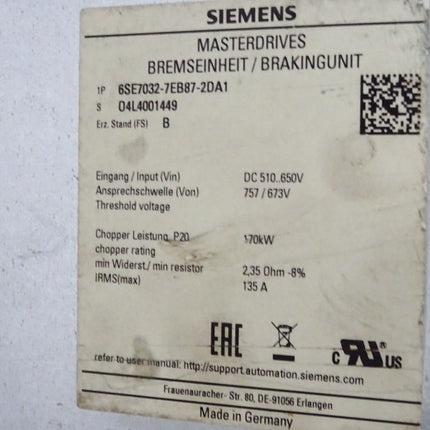 SIEMENS
MASTERDRIVES
BREMSEINHEIT / BRAKINGUNIT
1P 6SE7032-7EB87-2DA1
S O4L4001449
Erz. Stand (FS) B
Eingang / Input (Vin) DC 510..650V
Ansprechschwelle (Von) 757 / 673V
Threshold voltage
Chopper Leistung, P20 170kW
chopper rating
min Widerst./ min resistor 2,35 Ohm -8%
IRMS(max) 135 A
EAC
c RU US
refer to user manual: http://support.automation.siemens.com
Frauenauracher- Str. 80, DE-91056 Erlangen
Made in Germany